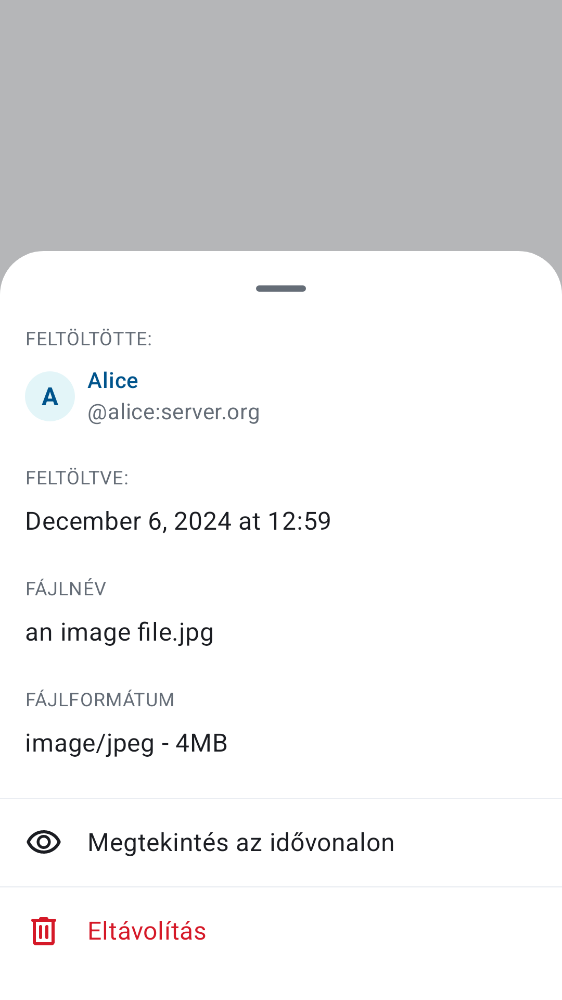 FELTÖLTÖTTE:
A
Alice
@alice:server.org
FELTÖLTVE:
December 6, 2024 at 12:59
FÁJLNÉV
an image file.jpg
FÁJLFORMÁTUM
image/jpeg - 4MB
Megtekintés az idővonalon
Eltávolítás